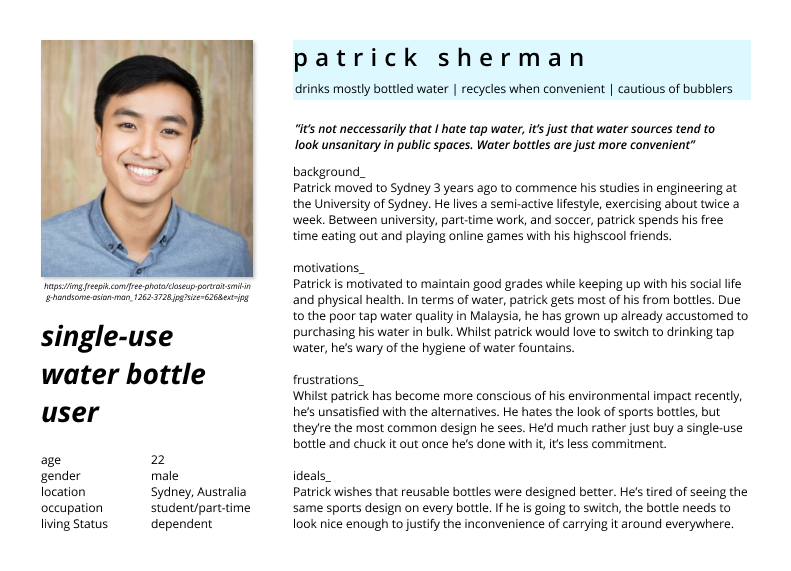 patrick sherman
drinks mostly bottled water | recycles when convenient | cautious of bubblers
“it’s not neccessarily that I hate tap water, it’s just that water sources tend to
look unsanitary in public spaces. Water bottles are just more convenient”
background_
Patrick moved to Sydney 3 years ago to commence his studies in engineering at
the University of Sydney. He lives a semi-active lifestyle, exercising about twice a
week. Between university, part-time work, and soccer, patrick spends his free
time eating out and playing online games with his highscool friends.
motivations_
Patrick is motivated to maintain good grades while keeping up with his social life
and physical health. In terms of water, patrick gets most of his from bottles. Due
to the poor tap water quality in Malaysia, he has grown up already accustomed to
purchasing his water in bulk. Whilst patrick would love to switch to drinking tap
water, he’s wary of the hygiene of water fountains.
frustrations_
Whilst patrick has become more conscious of his environmental impact recently,
he’s unsatisfied with the alternatives. He hates the look of sports bottles, but
they’re the most common design he sees. He’d much rather just buy a single-use
bottle and chuck it out once he’s done with it, it’s less commitment.
ideals_
Patrick wishes that reusable bottles were designed better. He’s tired of seeing the
same sports design on every bottle. If he is going to switch, the bottle needs to
look nice enough to justify the inconvenience of carrying it around everywhere.
https://img.freepik.com/free-photo/closeup-portrait-smil-in
g-handsome-asian-man_1262-3728.jpg?size=626&ext=jpg
single-use
water bottle
user
age 22
gender male
location Sydney, Australia
occupation student/part-time
living Status dependent